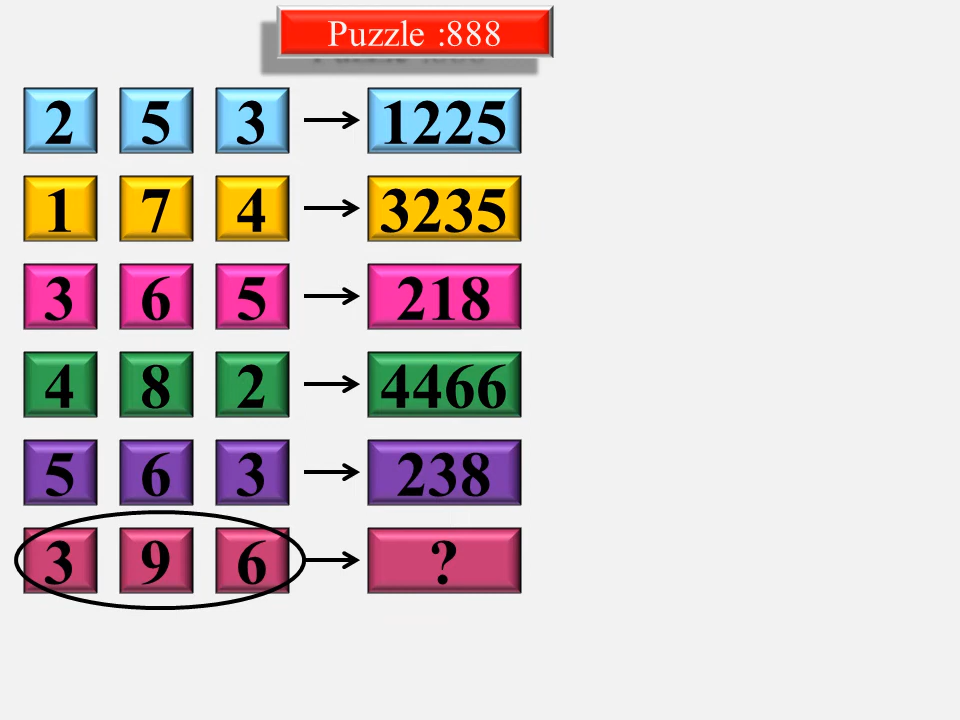 Puzzle :888
2 5 3 → 1225
1 7 4 → 3235
3 6 5 → 218
4 8 2 → 4466
5 6 3 → 238
3 9 6 → ?